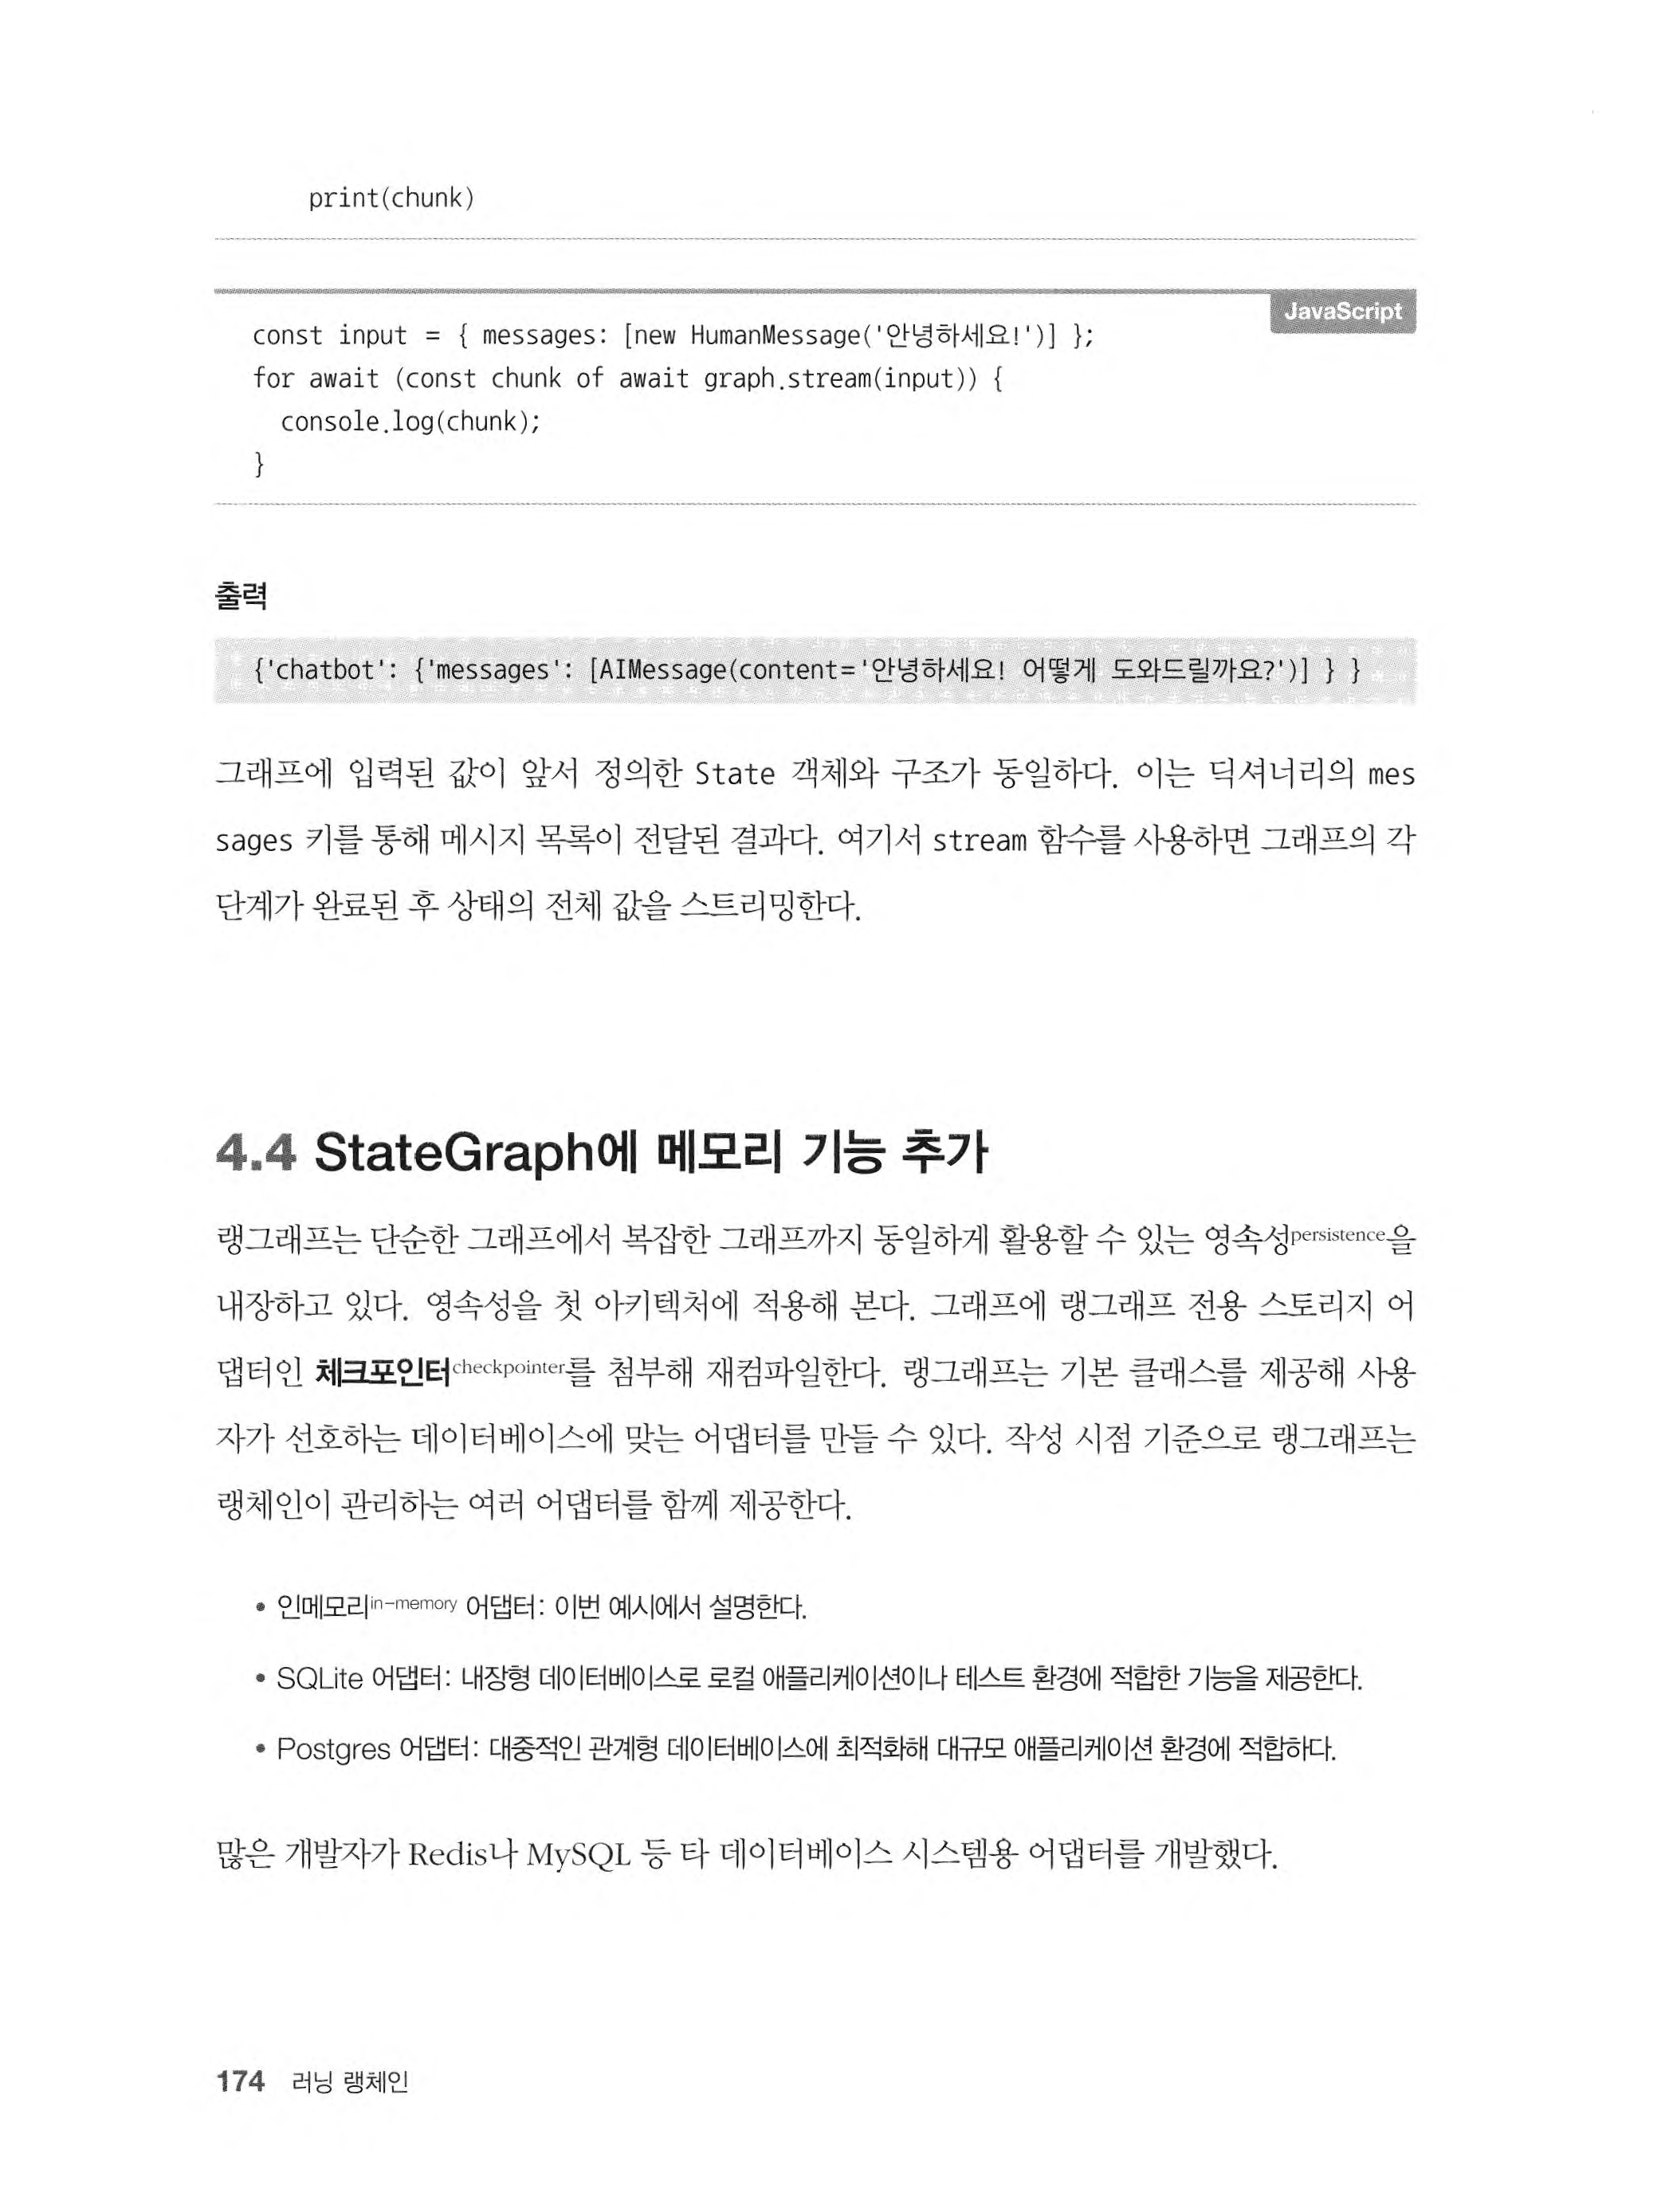 print(chunk)
JavaScript
const input = { messages: [new HumanMessage('안녕하세요!')] };
for await (const chunk of await graph.stream(input)) {
console.log(chunk);
}
출력
{'chatbot': {'messages': [AIMessage(content='안녕하세요! 어떻게 도와드릴까요?')] } }
그래프에 입력된 값이 앞서 정의한 State 객체와 구조가 동일하다. 이는 딕셔너리의 mes
sages 키를 통해 메시지 목록이 전달된 결과다. 여기서 stream 함수를 사용하면 그래프의 각
단계가 완료된 후 상태의 전체 값을 스트리밍한다.
4.4 StateGraph에 메모리 기능 추가
랭그래프는 단순한 그래프에서 복잡한 그래프까지 동일하게 활용할 수 있는 영속성persistence을
내장하고 있다. 영속성을 첫 아키텍처에 적용해 본다. 그래프에 랭그래프 전용 스토리지 어
댑터인 체크포인터checkpointer를 첨부해 재컴파일한다. 랭그래프는 기본 클래스를 제공해 사용
자가 선호하는 데이터베이스에 맞는 어댑터를 만들 수 있다. 작성 시점 기준으로 랭그래프는
랭체인이 관리하는 여러 어댑터를 함께 제공한다.
• 인메모리in-memory 어댑터: 이번 예시에서 설명한다.
• SQLite 어댑터: 내장형 데이터베이스로 로컬 애플리케이션이나 테스트 환경에 적합한 기능을 제공한다.
• Postgres 어댑터: 대중적인 관계형 데이터베이스에 최적화해 대규모 애플리케이션 환경에 적합하다.
많은 개발자가 Redis나 MySQL 등 타 데이터베이스 시스템용 어댑터를 개발했다.
174 러닝 랭체인